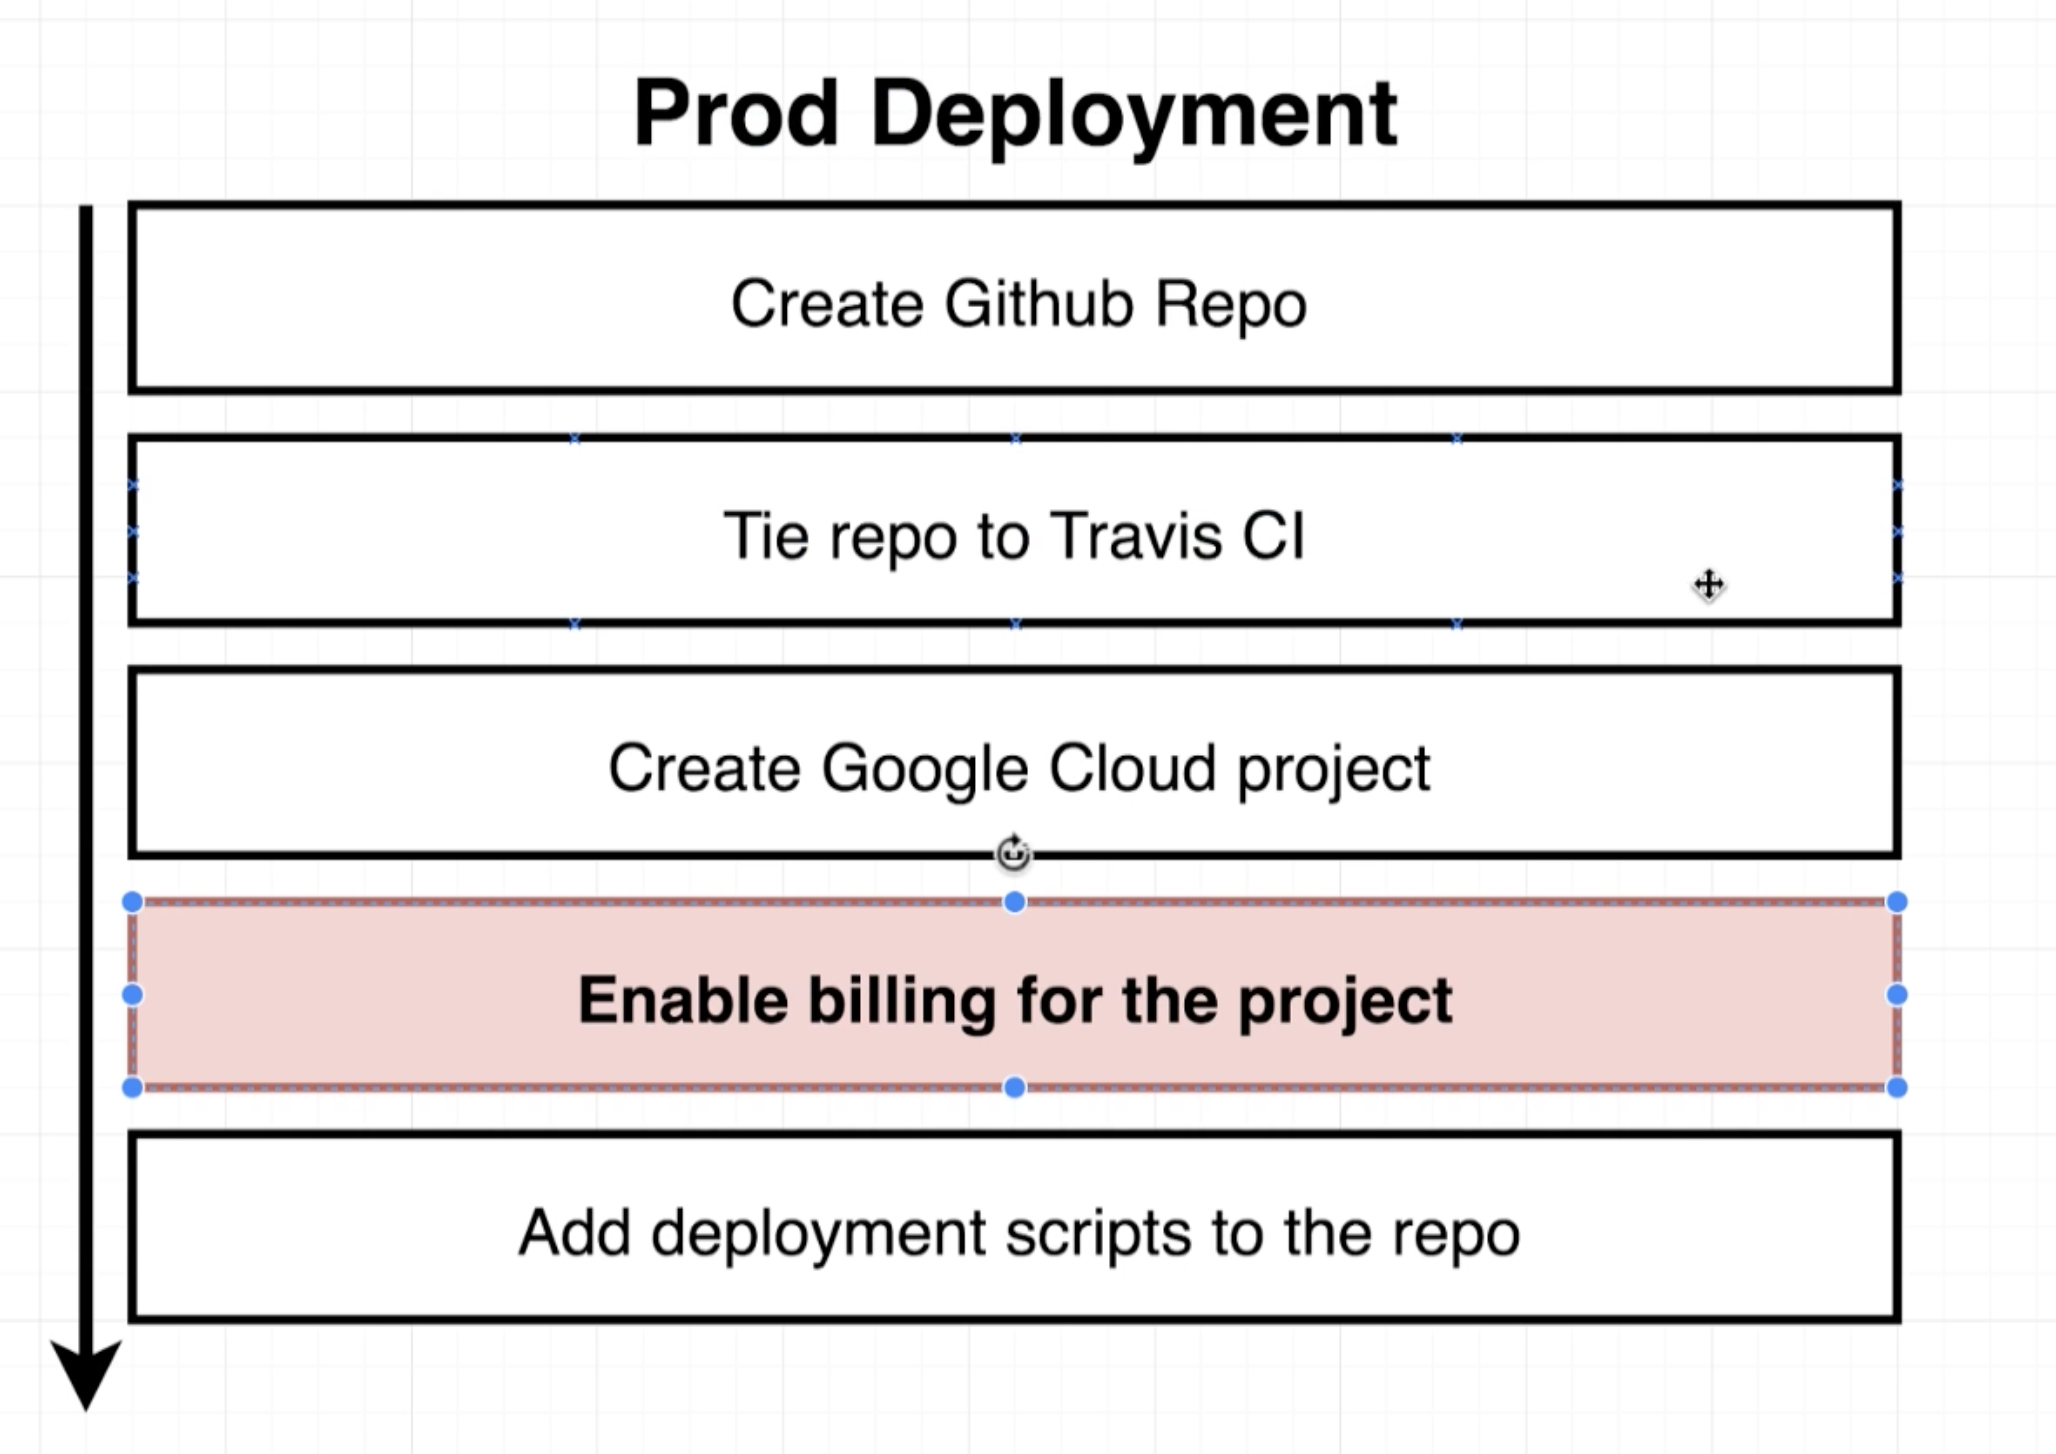 Prod Deployment
Create Github Repo
Tie repo to Travis CI
Create Google Cloud project
Enable billing for the project
Add deployment scripts to the repo